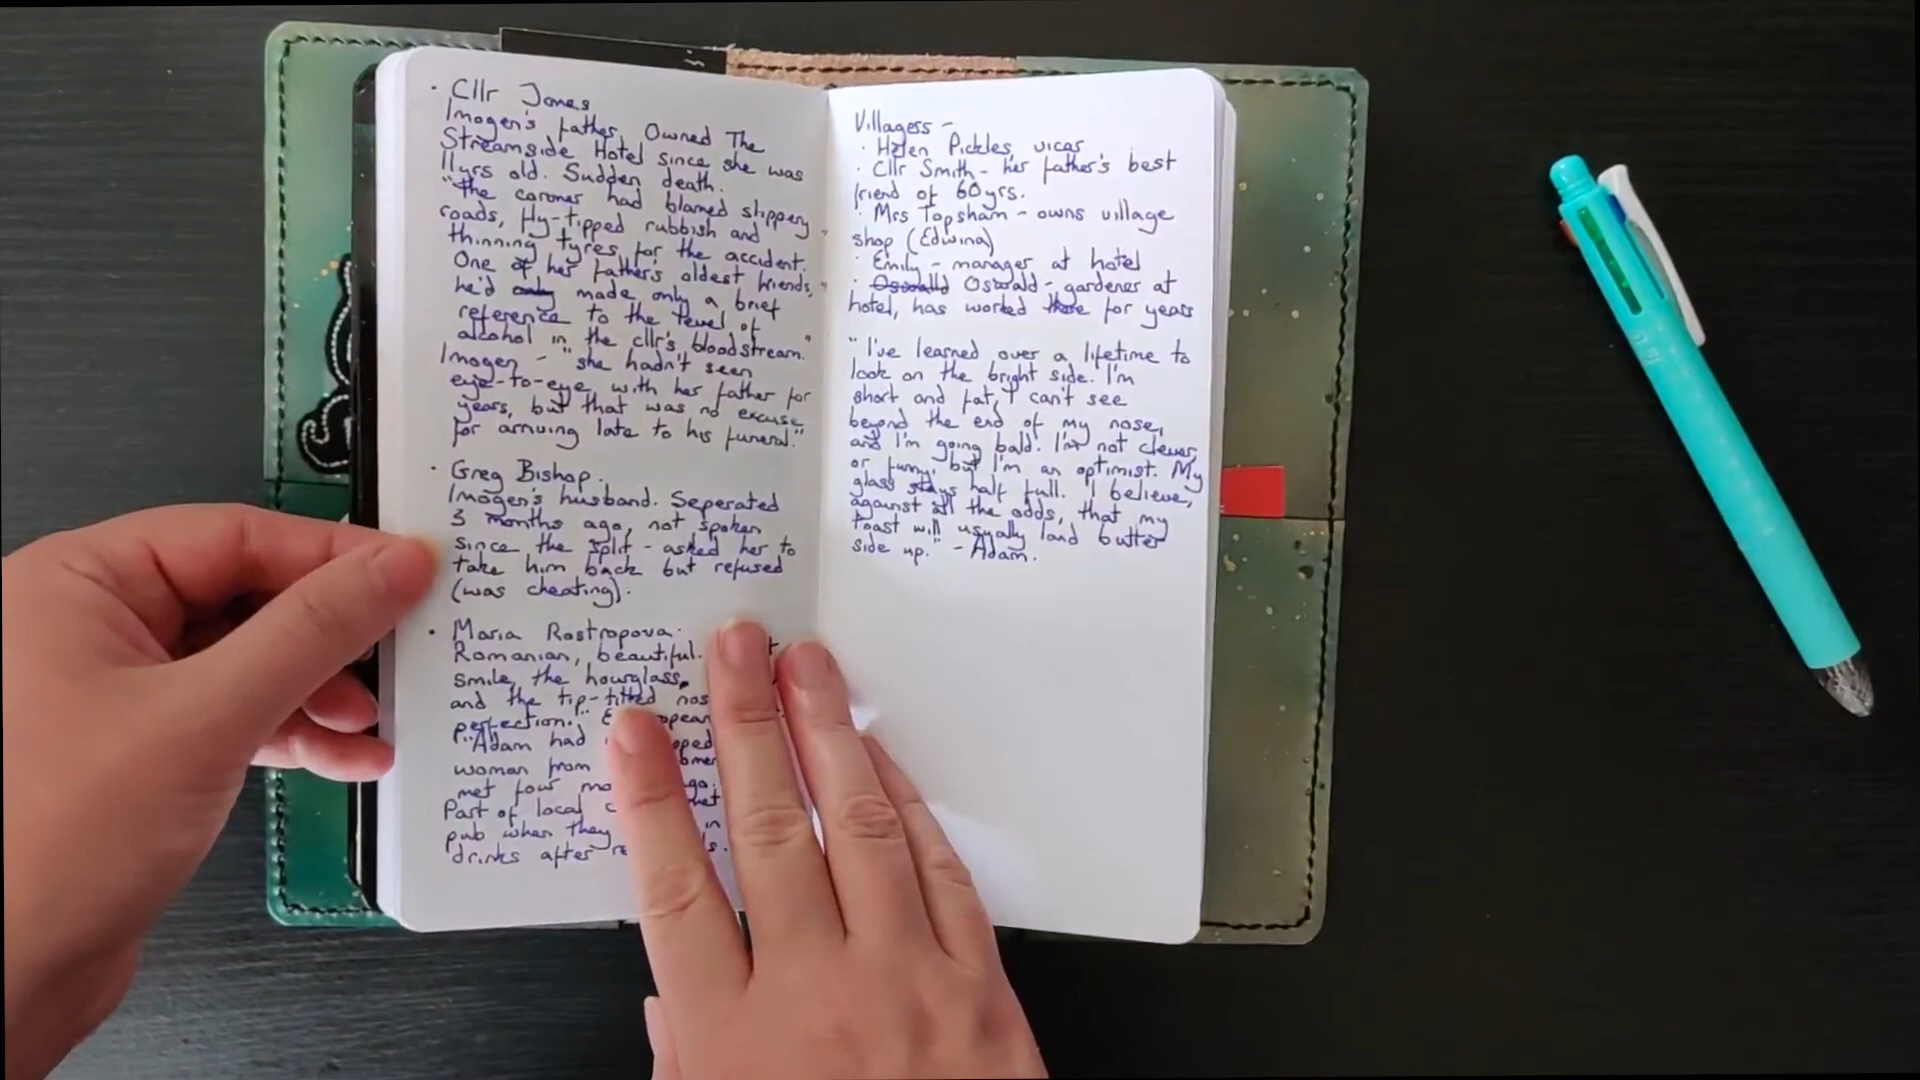 · Cllr Jones
Imogen's father. Owned The
Streamside Hotel since she was
11yrs old. Sudden death.
"the coroner had blamed slippery
roads, fly-tipped rubbish and
thinning tyres for the accident.
One of her father's oldest friends,
he'd only made only a brief
reference to the level of
alcohol in the cllr's bloodstream."
Imogen - "she hadn't seen
eye-to-eye with her father for
years, but that was no excuse
for arriving late to his funeral."
· Greg Bishop.
Imogen's husband. Seperated
3 months ago, not spoken
since the split - asked her to
take him back but refused
(was cheating).
· Maria Rostropova.
Romanian, beautiful.
smile, the hourglass,
and the tip-tilted
perfection."
"Adam had
woman from
met four
Part of local
pub when they in
drinks after
Villagess -
· Helen Pickles, vicar
· Cllr Smith - her father's best
friend of 60yrs.
· Mrs Topsham - owns village
shop (Edwina)
· Emily - manager at hotel
· Oswalld Oswald - gardener at
hotel, has worked there for years
"I've learned over a lifetime to
look on the bright side. I'm
short and fat, I can't see
beyond the end of my nose,
and I'm going bald. I'm not clever
or funny, but I'm an optimist. My
glass stays half full. I believe,
against all the odds, that my
toast will usually land butter
side up." - Adam.